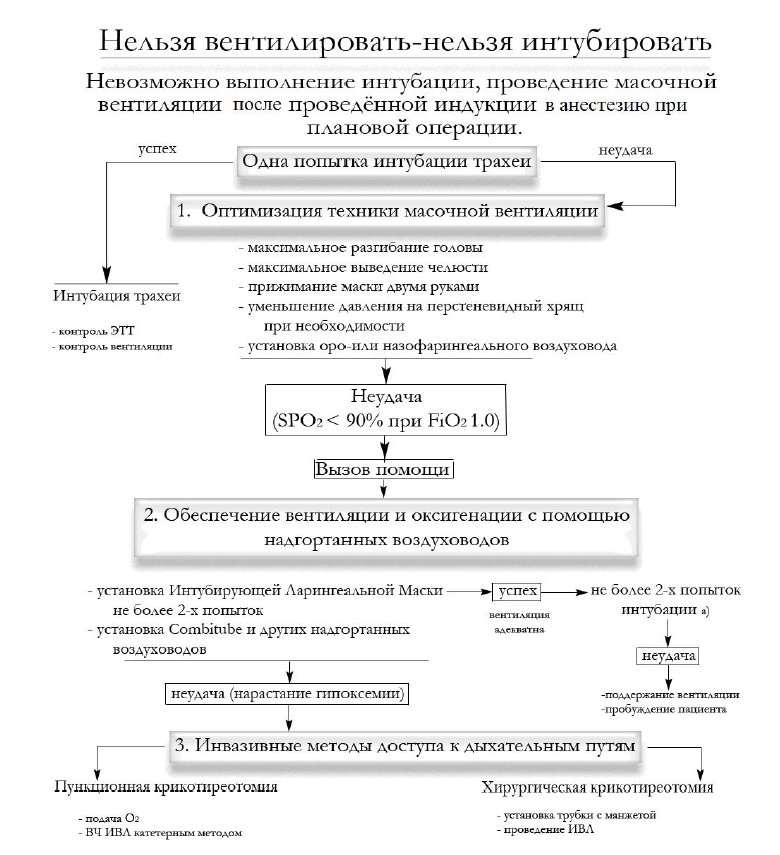 Нельзя вентилировать-нельзя интубировать
Невозможно выполнение интубации, проведение масочной
вентиляции после проведённой индукции в анестезию при
плановой операции.
успех
Одна попытка интубации трахеи
неудача
1. Оптимизация техники масочной вентиляции
- максимальное разгибание головы
- максимальное выведение челюсти
- прижимание маски двумя руками
- уменьшение давления на перстеневидный хрящ
при необходимости
- установка оро-или назофарингеального воздуховода
Интубация трахеи
- контроль ЭТТ
- контроль вентиляции
Неудача
(SPO2 < 90% при FiO2 1.0)
Вызов помощи
2. Обеспечение вентиляции и оксигенации с помощью
надгортанных воздуховодов
- установка Интубирующей Ларингеальной Маски
не более 2-х попыток
- установка Combitube и других надгортанных
воздуховодов
успех
вентиляция
адекватна
не более 2-х попыток
интубации а)
неудача
-поддержание вентиляции
-пробуждение пациента
неудача (нарастание гипоксемии)
3. Инвазивные методы доступа к дыхательным путям
Пункционная крикотиреотомия
- подача O2
- ВЧ ИВЛ катетерным методом
Хирургическая крикотиреотомия
- установка трубки с манжетой
- проведение ИВЛ